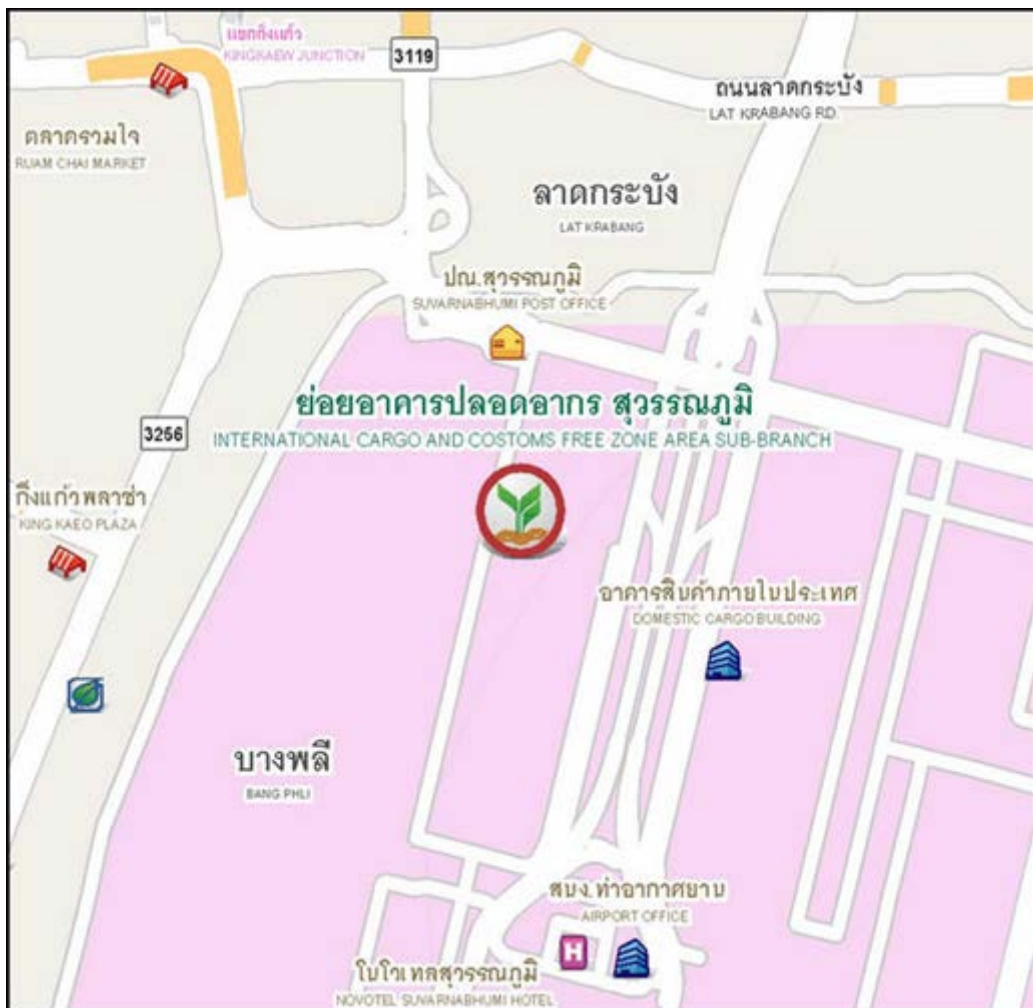 แยกกิ่งแก้ว
KINGKAEW JUNCTION
3119
ถนนลาดกระบัง
LAT KRABANG RD.
ตลาดรวมใจ
RUAM CHAI MARKET
ลาดกระบัง
LAT KRABANG
ปณ.สุวรรณภูมิ
SUVARNABHUMI POST OFFICE
ย่อยอาคารปลอดอากร สุวรรณภูมิ
INTERNATIONAL CARGO AND COSTOMS FREE ZONE AREA SUB-BRANCH
3256
กิ่งแก้วพลาซ่า
KING KAEO PLAZA
อาคารสินค้าภายในประเทศ
DOMESTIC CARGO BUILDING
บางพลี
BANG PHLI
สนง.ท่าอากาศยาน
AIRPORT OFFICE
H
โนโวเทลสุวรรณภูมิ
NOVOTEL SUVARNABHUMI HOTEL